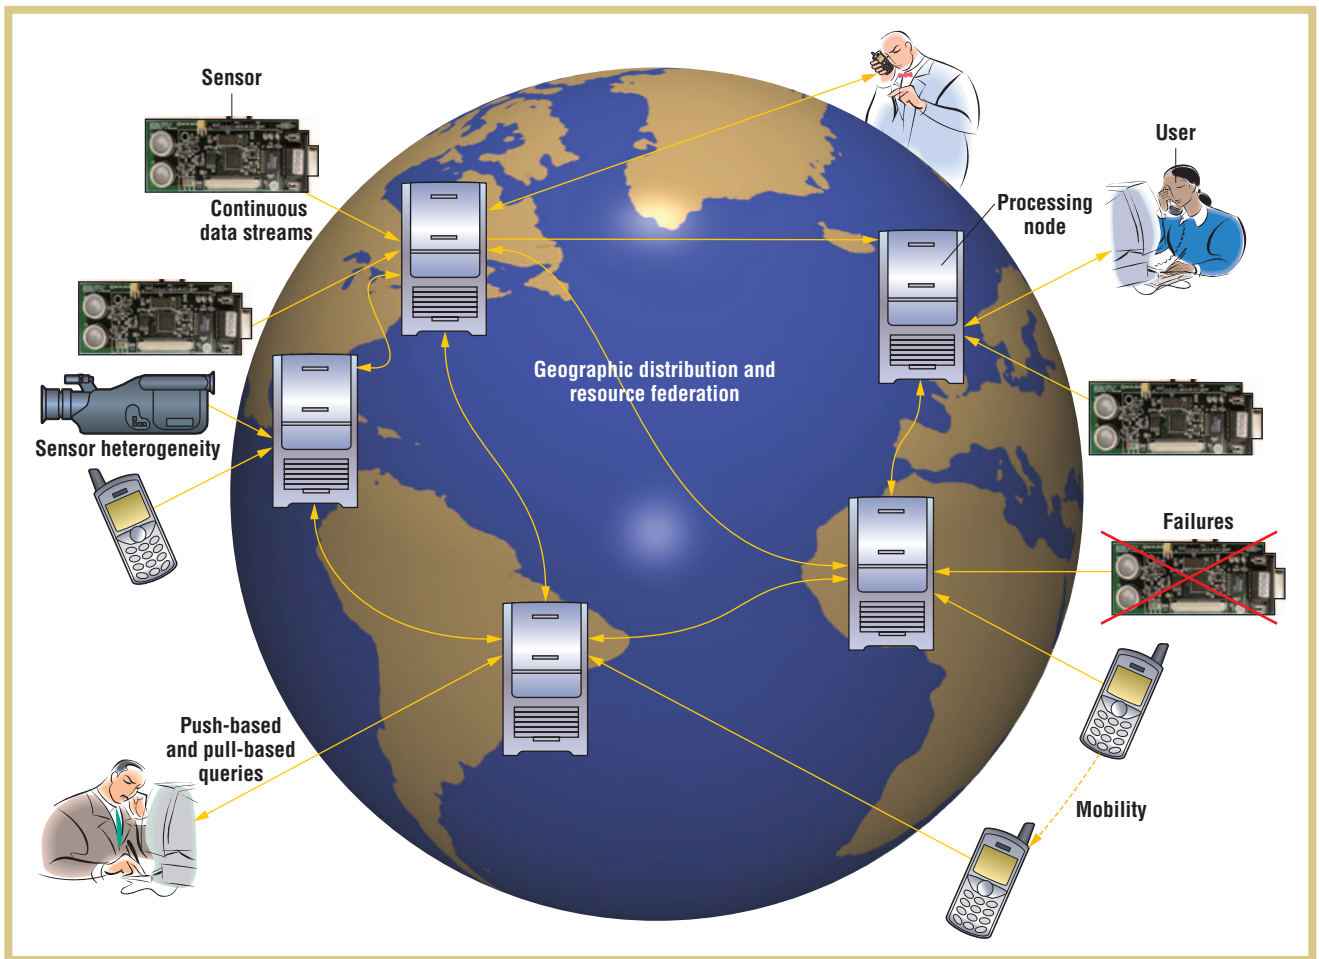 Sensor
Continuous
data streams
User
Processing
node
Geographic distribution and
resource federation
Sensor heterogeneity
Failures
Push-based
and pull-based
queries
Mobility